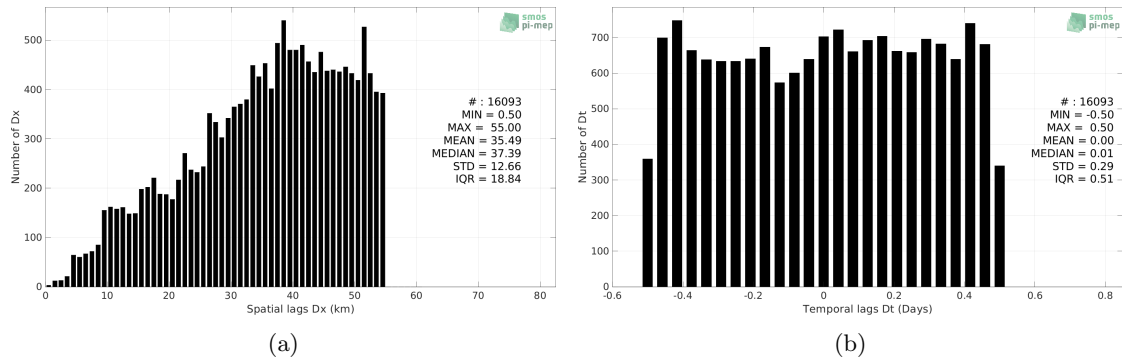 smos
pi-mep
500
400
300
200
100
0
Number of Dx
# : 16093
MIN = 0.50
MAX = 55.00
MEAN = 35.49
MEDIAN = 37.39
STD = 12.66
IQR = 18.84
0 10 20 30 40 50 60 70 80
Spatial lags Dx (km)
(a)
smos
pi-mep
700
600
500
400
300
200
100
0
Number of Dt
# : 16093
MIN = -0.50
MAX = 0.50
MEAN = 0.00
MEDIAN = 0.01
STD = 0.29
IQR = 0.51
-0.6 -0.4 -0.2 0 0.2 0.4 0.6 0.8
Temporal lags Dt (Days)
(b)